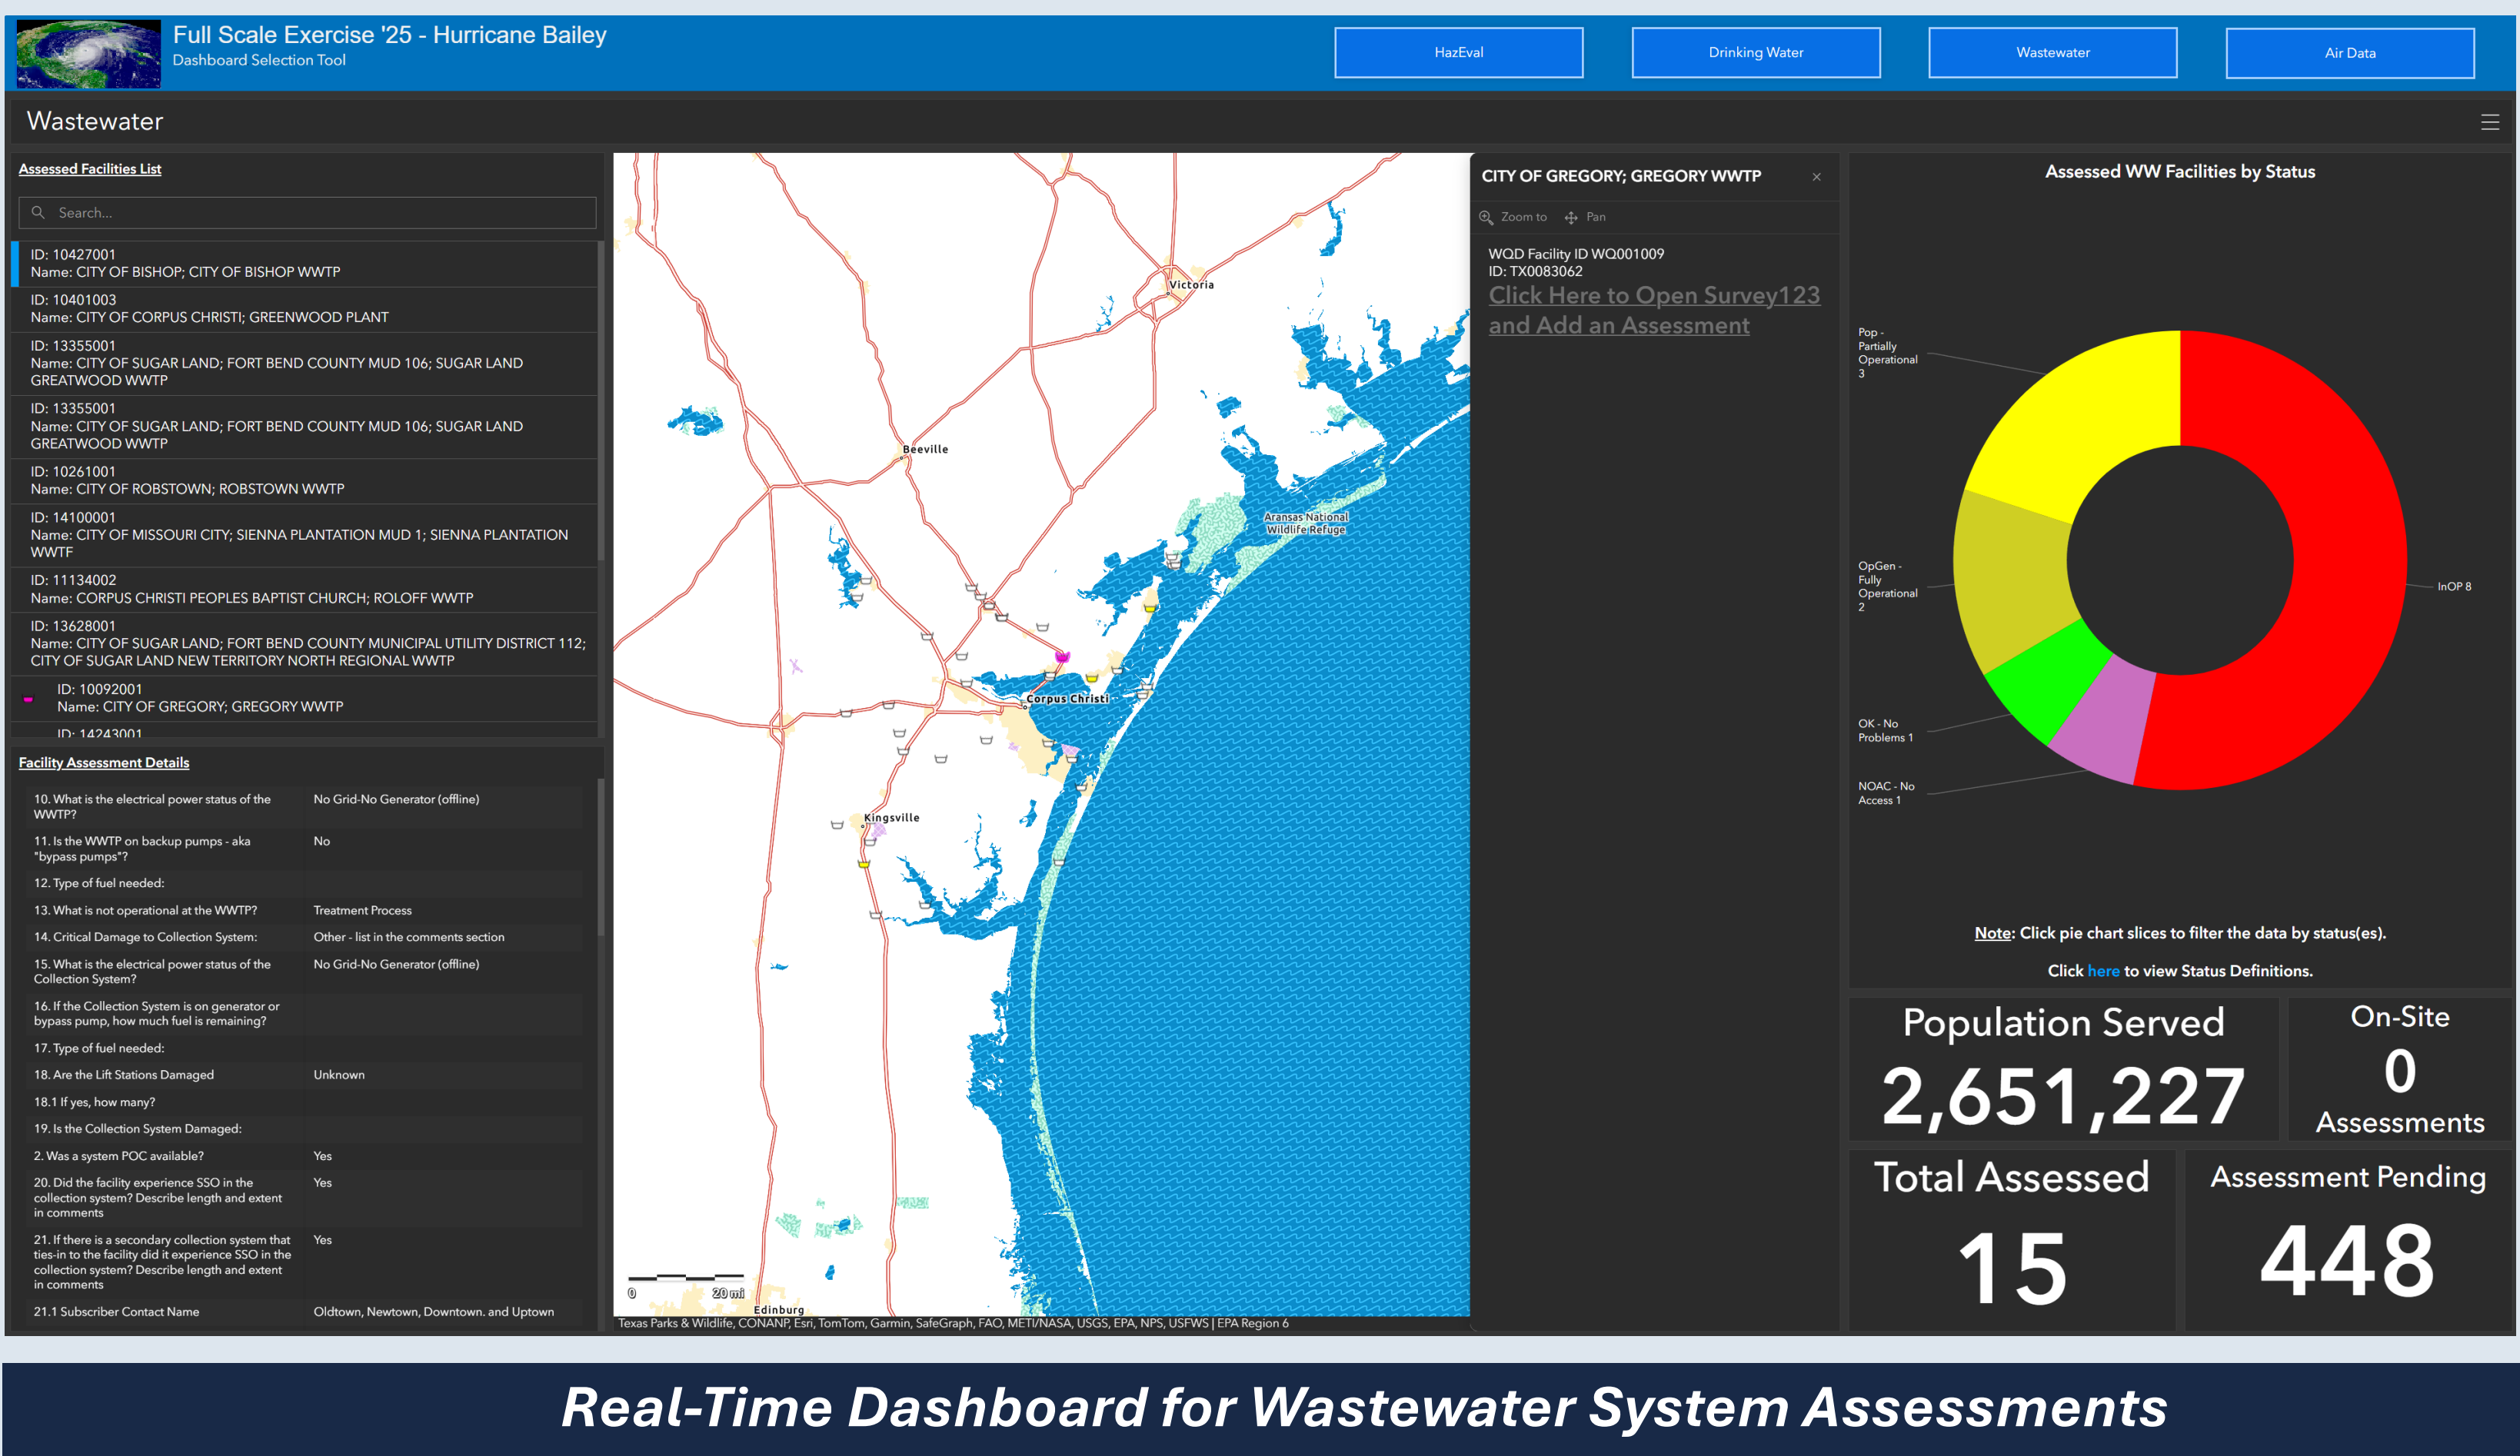 Full Scale Exercise '25 - Hurricane Bailey
Dashboard Selection Tool
HazEval
Drinking Water
Wastewater
Air Data
Wastewater
Assessed Facilities List
Search...
ID: 10427001
Name: CITY OF BISHOP; CITY OF BISHOP WWTP
ID: 10401003
Name: CITY OF CORPUS CHRISTI; GREENWOOD PLANT
ID: 13355001
Name: CITY OF SUGAR LAND; FORT BEND COUNTY MUD 106; SUGAR LAND
GREATWOOD WWTP
ID: 13355001
Name: CITY OF SUGAR LAND; FORT BEND COUNTY MUD 106; SUGAR LAND
GREATWOOD WWTP
ID: 10261001
Name: CITY OF ROBSTOWN; ROBSTOWN WWTP
ID: 14100001
Name: CITY OF MISSOURI CITY; SIENNA PLANTATION MUD 1; SIENNA PLANTATION
WWTF
ID: 11134002
Name: CORPUS CHRISTI PEOPLES BAPTIST CHURCH; ROLOFF WWTP
ID: 13628001
Name: CITY OF SUGAR LAND; FORT BEND COUNTY MUNICIPAL UTILITY DISTRICT 112;
CITY OF SUGAR LAND NEW TERRITORY NORTH REGIONAL WWTP
ID: 10092001
Name: CITY OF GREGORY; GREGORY WWTP
ID: 14243001
Facility Assessment Details
10. What is the electrical power status of the
WWTP?
No Grid-No Generator (offline)
11. Is the WWTP on backup pumps - aka
"bypass pumps"?
No
12. Type of fuel needed:
13. What is not operational at the WWTP?
Treatment Process
14. Critical Damage to Collection System:
Other - list in the comments section
15. What is the electrical power status of the
Collection System?
No Grid-No Generator (offline)
16. If the Collection System is on generator or
bypass pump, how much fuel is remaining?
17. Type of fuel needed:
18. Are the Lift Stations Damaged
Unknown
18.1 If yes, how many?
19. Is the Collection System Damaged:
2. Was a system POC available?
Yes
20. Did the facility experience SSO in the
collection system? Describe length and extent
in comments
Yes
21. If there is a secondary collection system that
ties-in to the facility did it experience SSO in the
collection system? Describe length and extent
in comments
Yes
21.1 Subscriber Contact Name
Oldtown, Newtown, Downtown. and Uptown
Victoria
Beeville
Aransas National
Wildlife Refuge
Corpus Christi
Kingsville
0
20 mi
Edinburg
Texas Parks & Wildlife, CONANP, Esri, TomTom, Garmin, SafeGraph, FAO, METI/NASA, USGS, EPA, NPS, USFWS | EPA Region 6
CITY OF GREGORY; GREGORY WWTP
×
Zoom to
Pan
WQD Facility ID WQ001009
ID: TX0083062
Click Here to Open Survey123
and Add an Assessment
Assessed WW Facilities by Status
Pop -
Partially
Operational
3
OpGen -
Fully
Operational
2
OK - No
Problems 1
NOAC - No
Access 1
InOP 8
Note: Click pie chart slices to filter the data by status(es).
Click here to view Status Definitions.
Population Served
2,651,227
On-Site
0
Assessments
Total Assessed
15
Assessment Pending
448
Real-Time Dashboard for Wastewater System Assessments